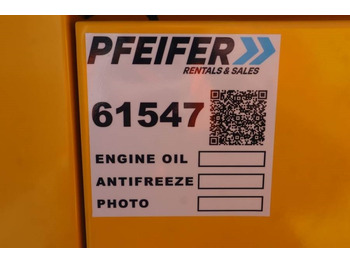 PFEIFER
RENTALS & SALES
61547
ENGINE OIL
ANTIFREEZE
PHOTO